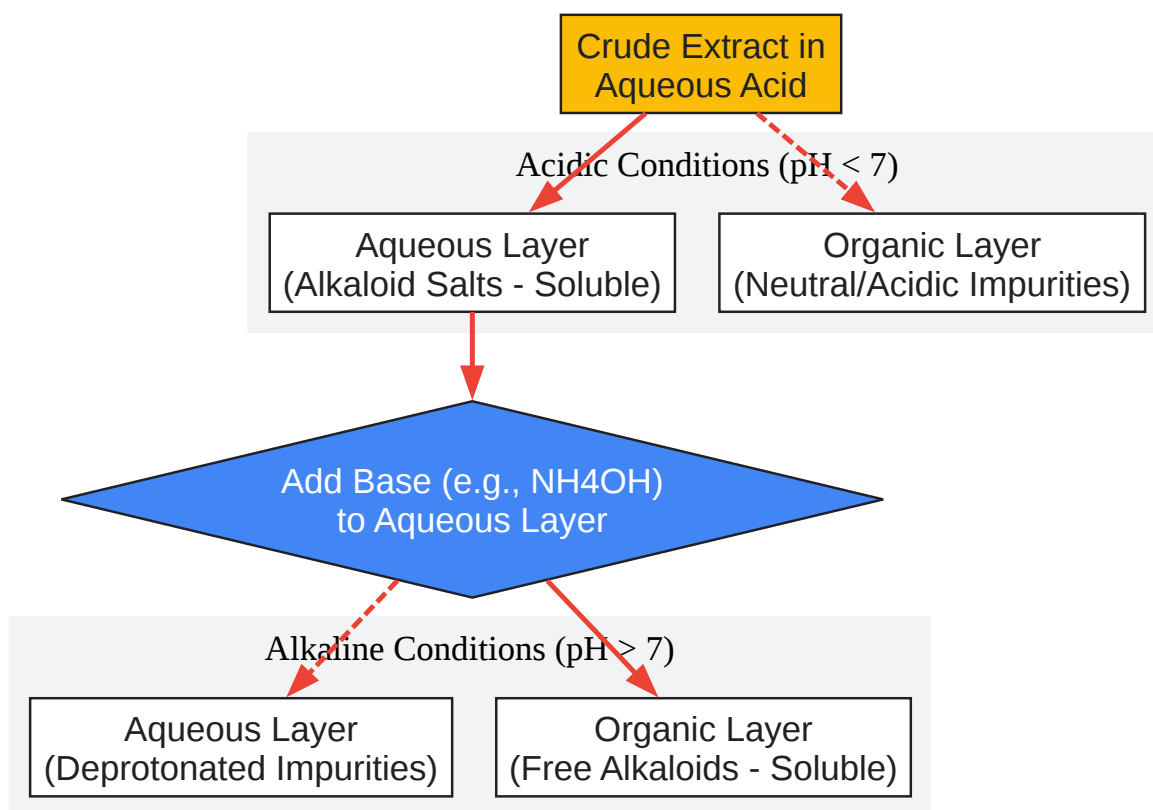 Crude Extract in
Aqueous Acid
Acidic Conditions (pH < 7)
Aqueous Layer
(Alkaloid Salts - Soluble)
Organic Layer
(Neutral/Acidic Impurities)
Add Base (e.g., NH4OH)
to Aqueous Layer
Alkaline Conditions (pH > 7)
Aqueous Layer
(Deprotonated Impurities)
Organic Layer
(Free Alkaloids - Soluble)